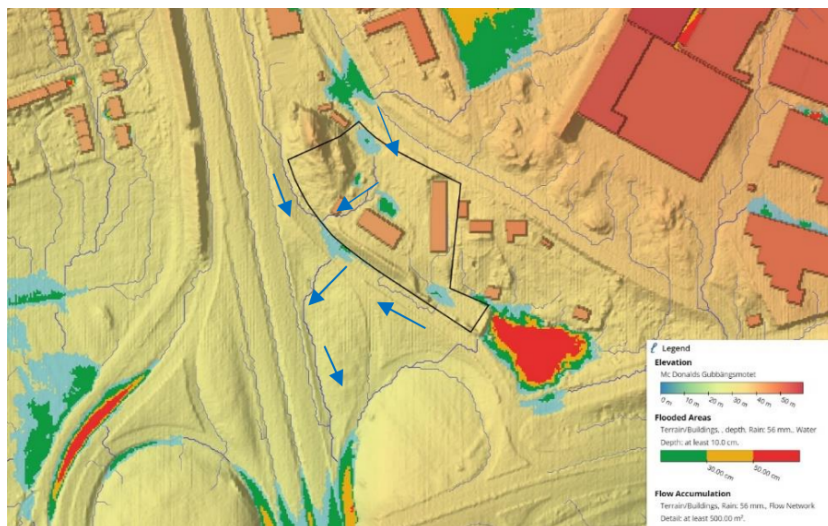 Legend
Elevation
Mc Donalds Gubbängsmotet
0 m 10 m 20 m 30 m 40 m 50 m
Flooded Areas
Terrain/Buildings, , depth, Rain: 56 mm., Water
Depth: at least 10.0 cm.
30.00 cm 50.00 cm
Flow Accumulation
Terrain/Buildings, Rain: 56 mm., Flow Network
Detail: at least 500.00 m².